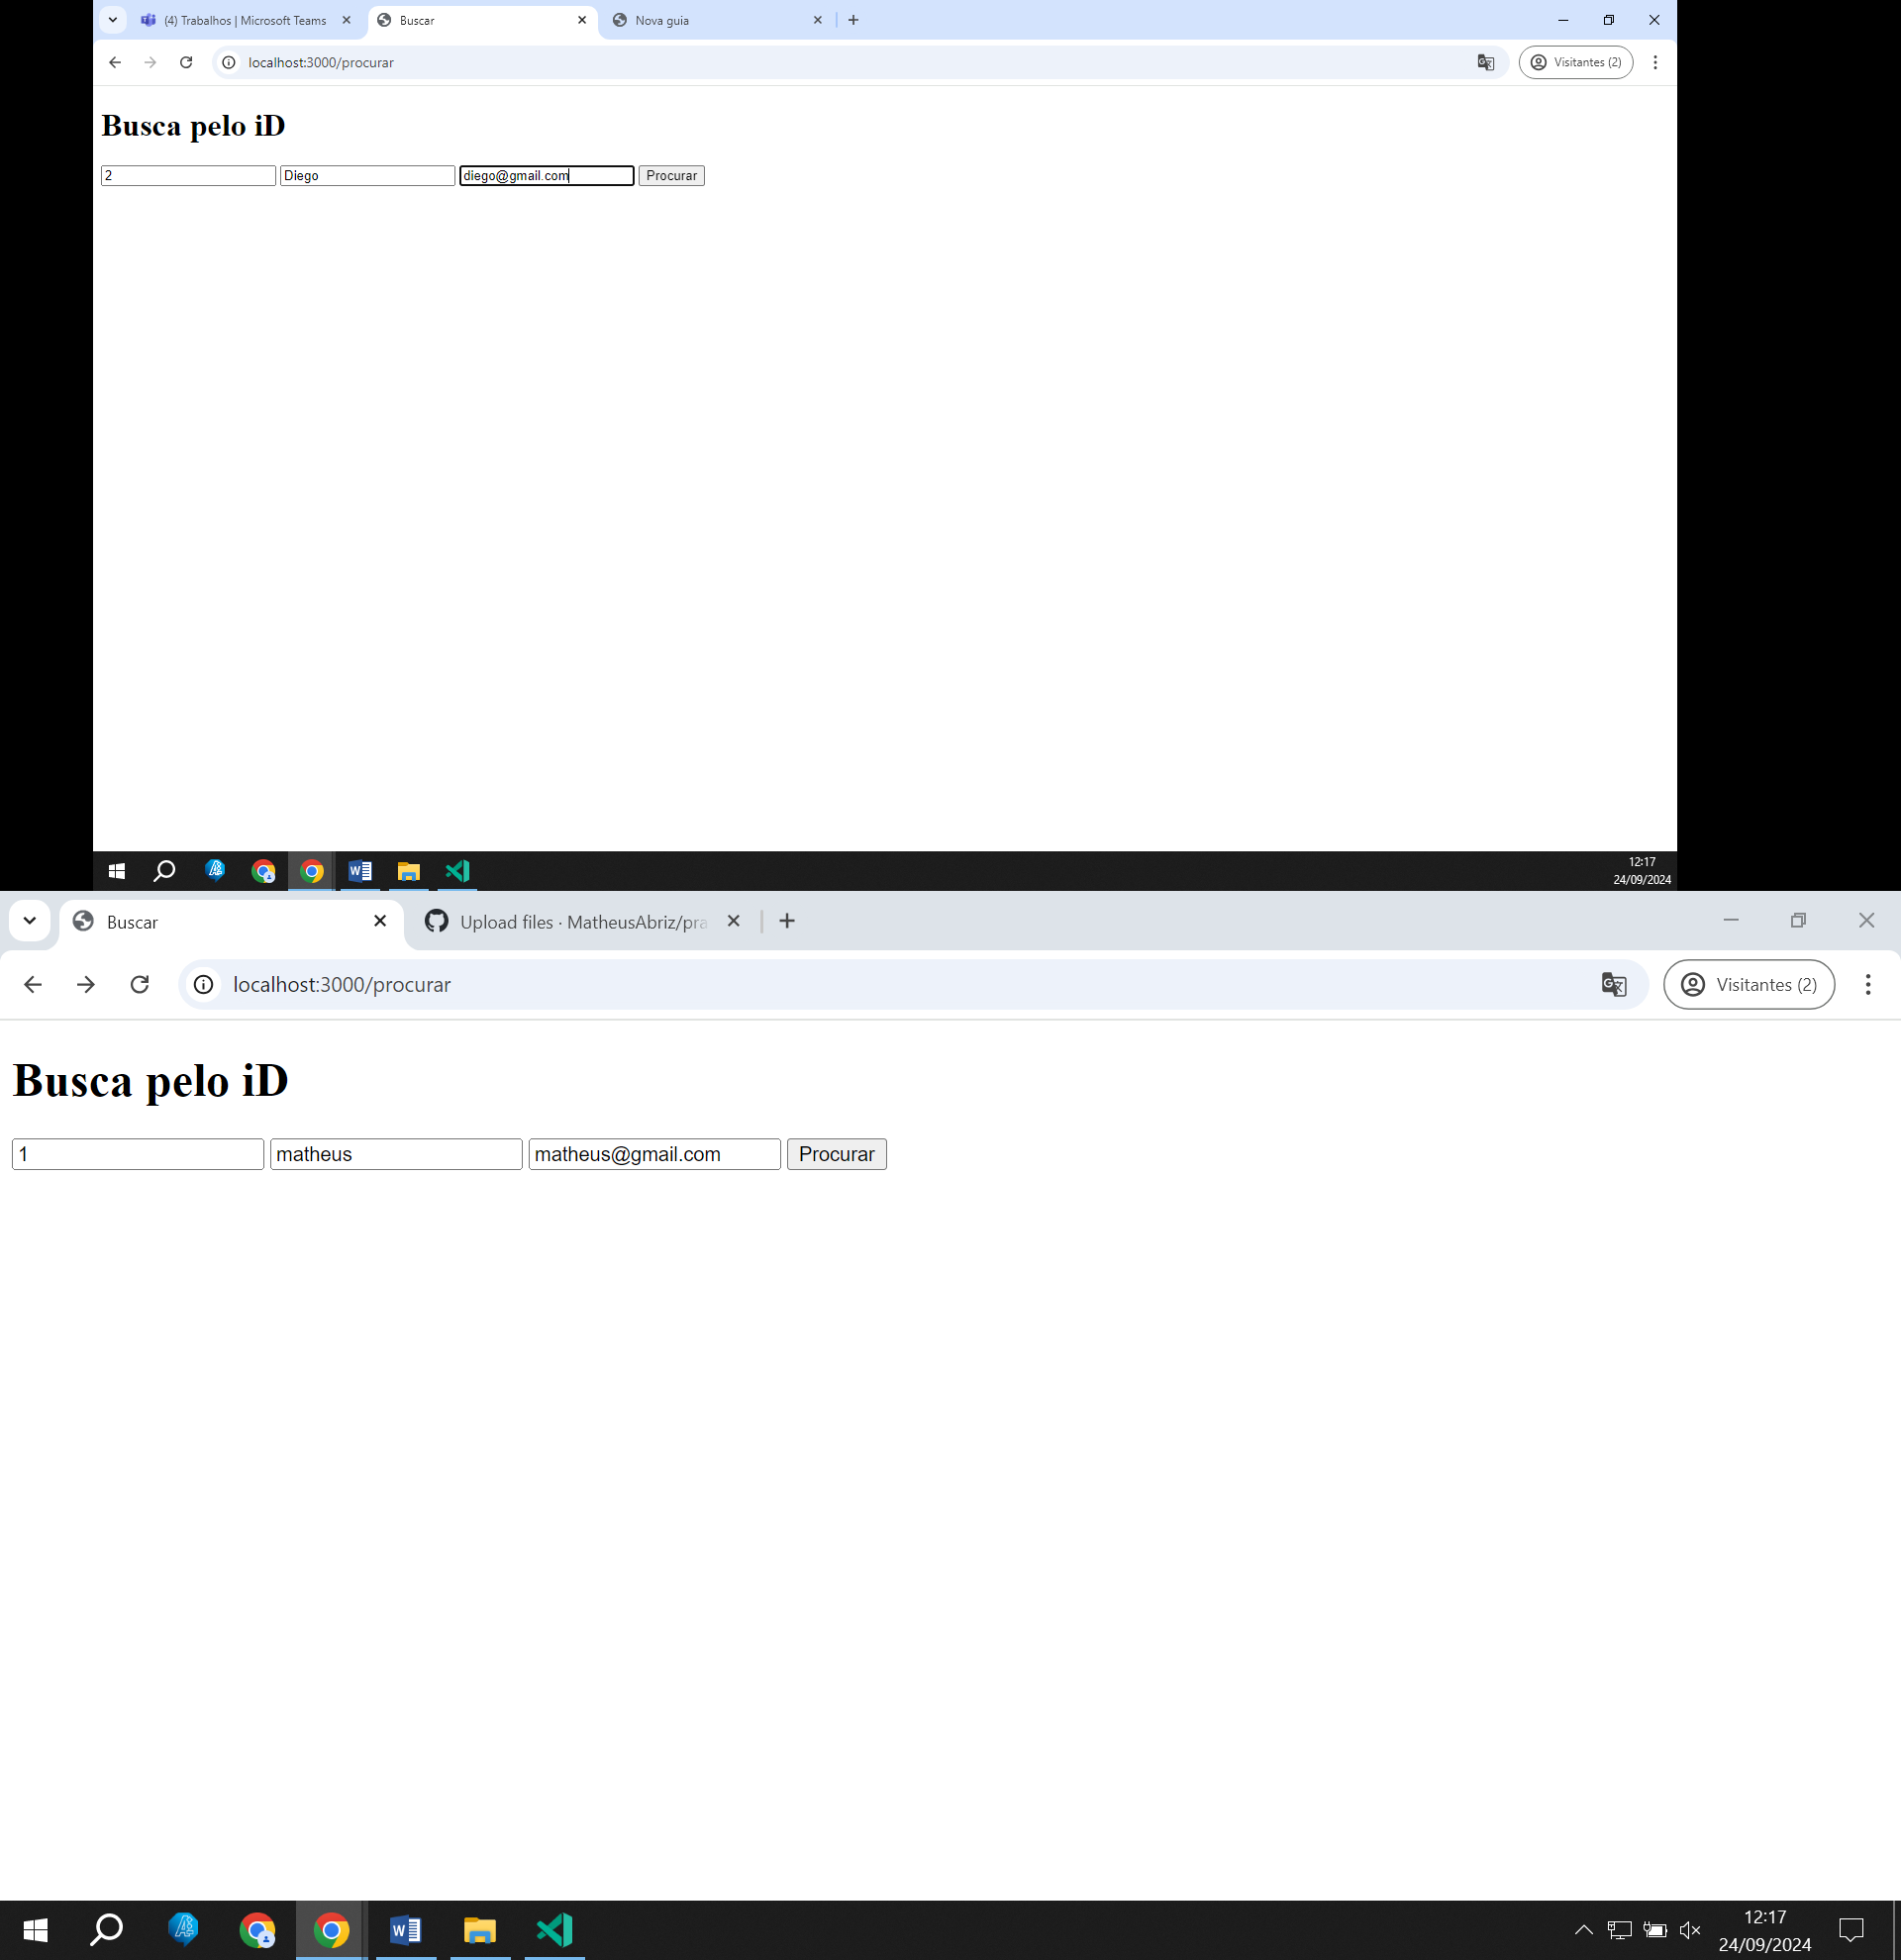 (4) Trabalhos | Microsoft Teams Buscar Nova guia
localhost:3000/procurar Visitantes (2)
Busca pelo iD
2 Diego diego@gmail.com Procurar
12:17
24/09/2024
Buscar Upload files · MatheusAbriz/pra
localhost:3000/procurar Visitantes (2)
Busca pelo iD
1 matheus matheus@gmail.com Procurar
12:17
24/09/2024